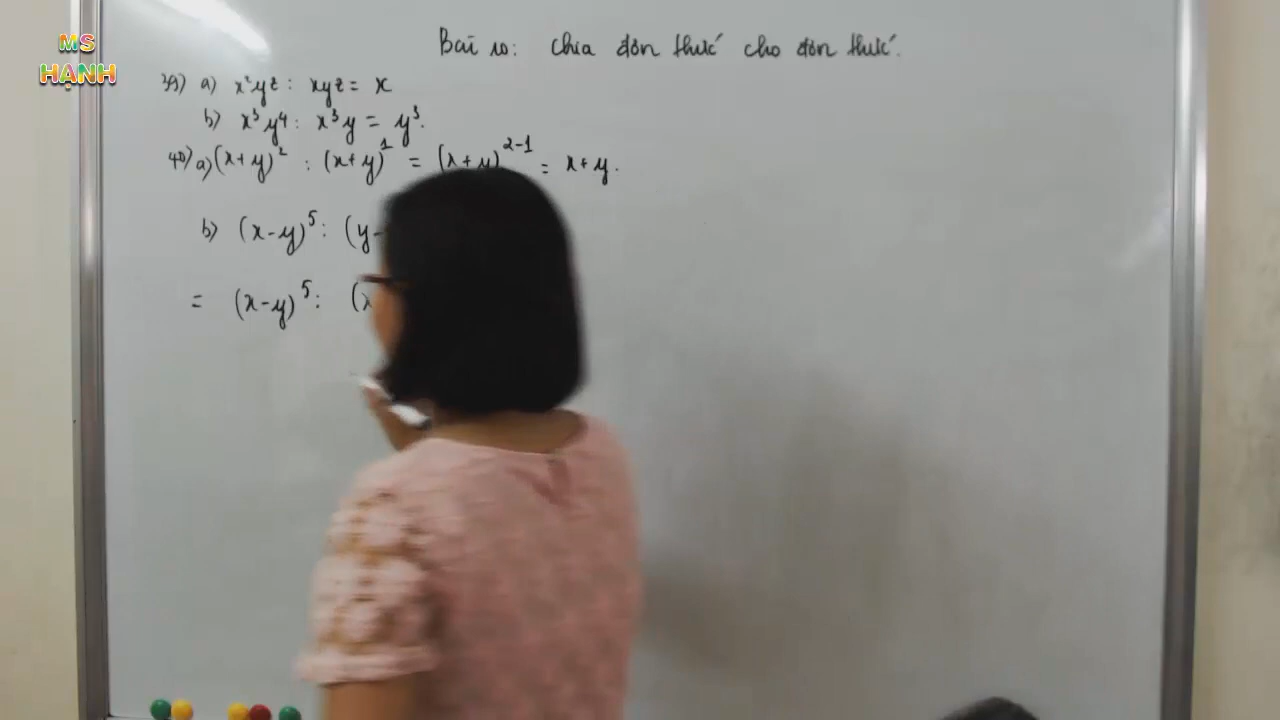 MS
HẠNH
Bài 10: chia đơn thức cho đơn thức.
39) a) x²yz : xyz = x
b) x³y⁴ : x³y = y³.
40) a) (x+y)² : (x+y)¹ = (x+y)²⁻¹ = x+y.
b) (x-y)⁵ : (y-
= (x-y)⁵ : (x